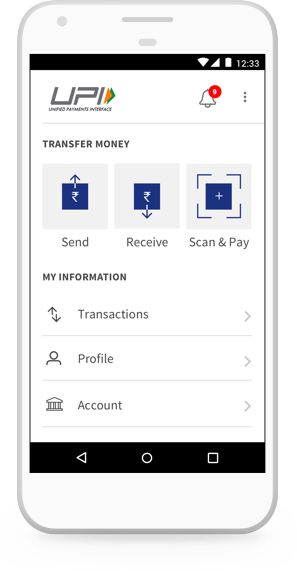 12:33
UPI
UNIFIED PAYMENTS INTERFACE
9
TRANSFER MONEY
₹ ₹ +
Send Receive Scan & Pay
MY INFORMATION
Transactions
Profile
Account